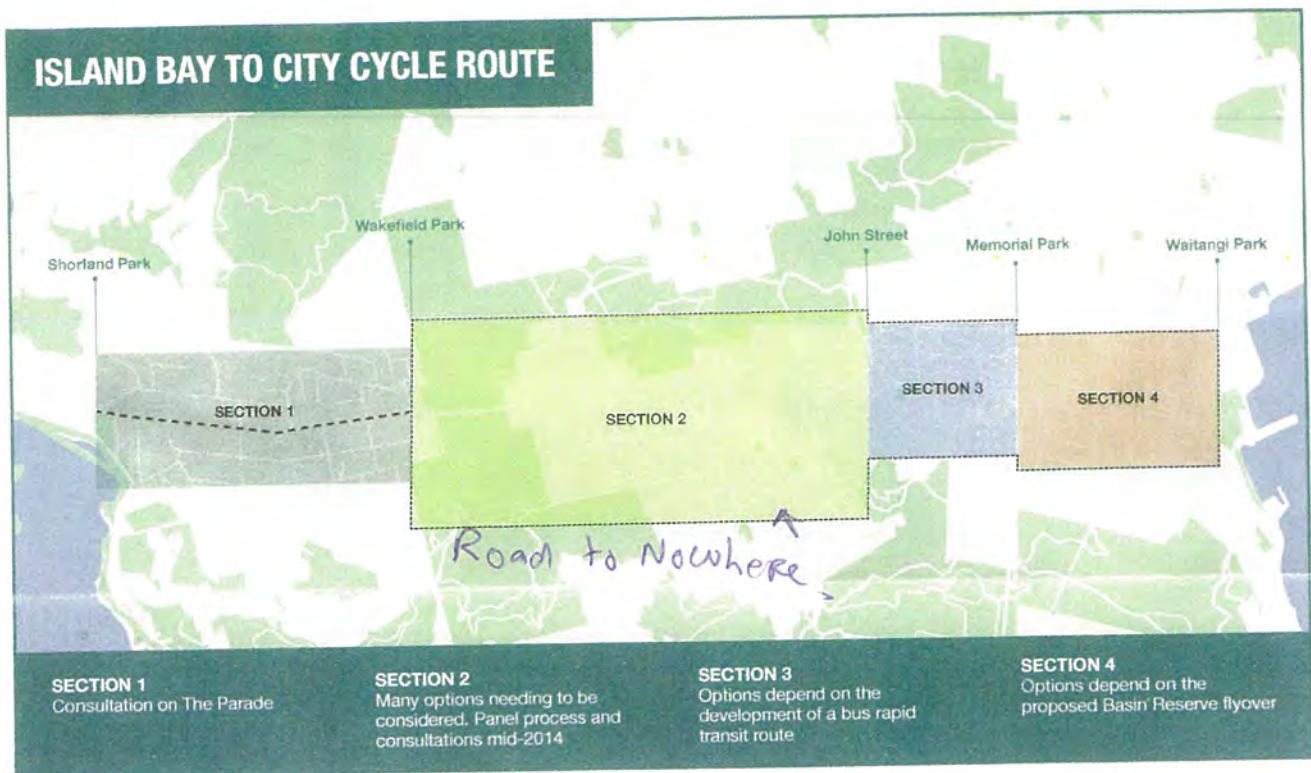 ISLAND BAY TO CITY CYCLE ROUTE
Shorland Park
Wakefield Park
John Street
Memorial Park
Waitangi Park
SECTION 1
SECTION 2
SECTION 3
SECTION 4
Road to Nowhere
SECTION 1
Consultation on The Parade
SECTION 2
Many options needing to be
considered. Panel process and
consultations mid-2014
SECTION 3
Options depend on the
development of a bus rapid
transit route
SECTION 4
Options depend on the
proposed Basin Reserve flyover